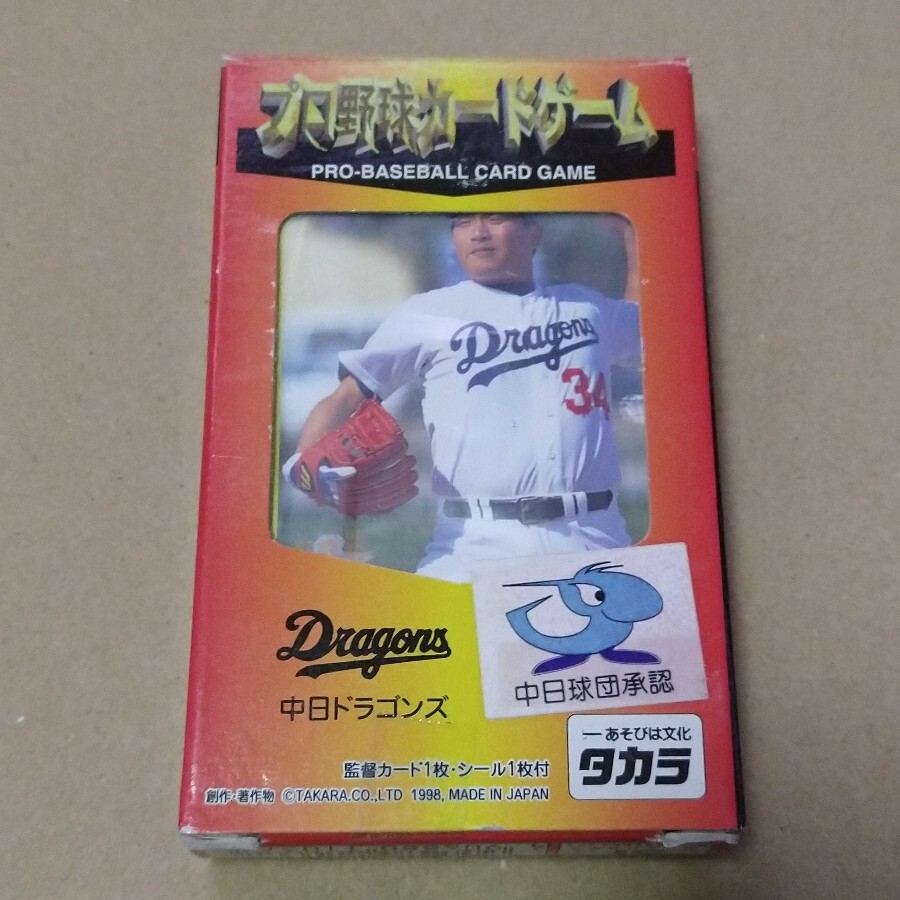 プロ野球カードゲーム
PRO-BASEBALL CARD GAME
Dragons
34
Dragons
中日ドラゴンズ
中日球団承認
監督カード1枚・シール1枚付
創作・著作物 ©TAKARA.CO.,LTD 1998, MADE IN JAPAN
ーあそびは文化
タカラ